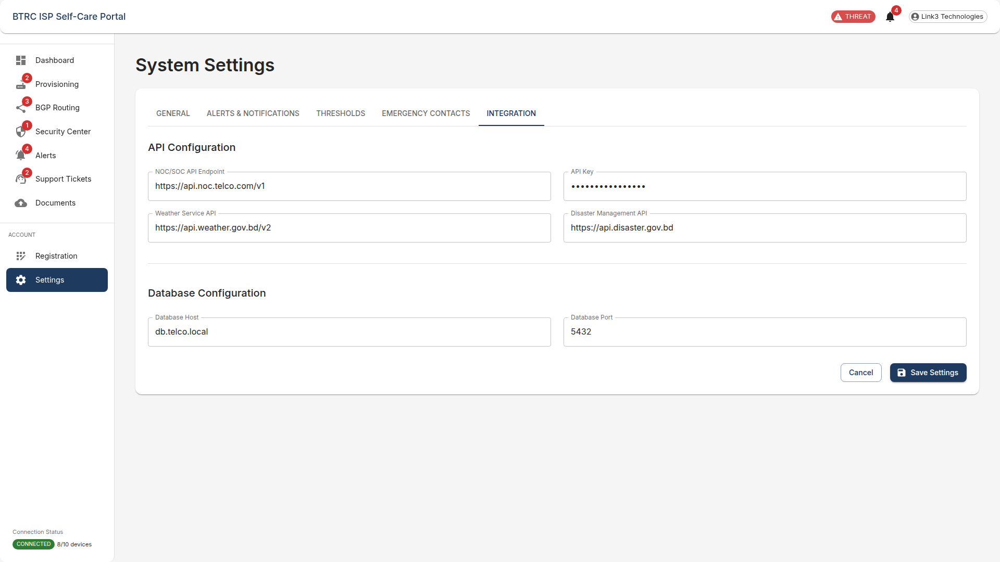 BTRC ISP Self-Care Portal
THREAT
4
Link3 Technologies
Dashboard
2
Provisioning
3
BGP Routing
1
Security Center
4
Alerts
2
Support Tickets
Documents
ACCOUNT
Registration
Settings
Connection Status
CONNECTED 8/10 devices
System Settings
GENERAL ALERTS & NOTIFICATIONS THRESHOLDS EMERGENCY CONTACTS INTEGRATION
API Configuration
NOC/SOC API Endpoint
https://api.noc.telco.com/v1
API Key
••••••••••••••••
Weather Service API
https://api.weather.gov.bd/v2
Disaster Management API
https://api.disaster.gov.bd
Database Configuration
Database Host
db.telco.local
Database Port
5432
Cancel
Save Settings